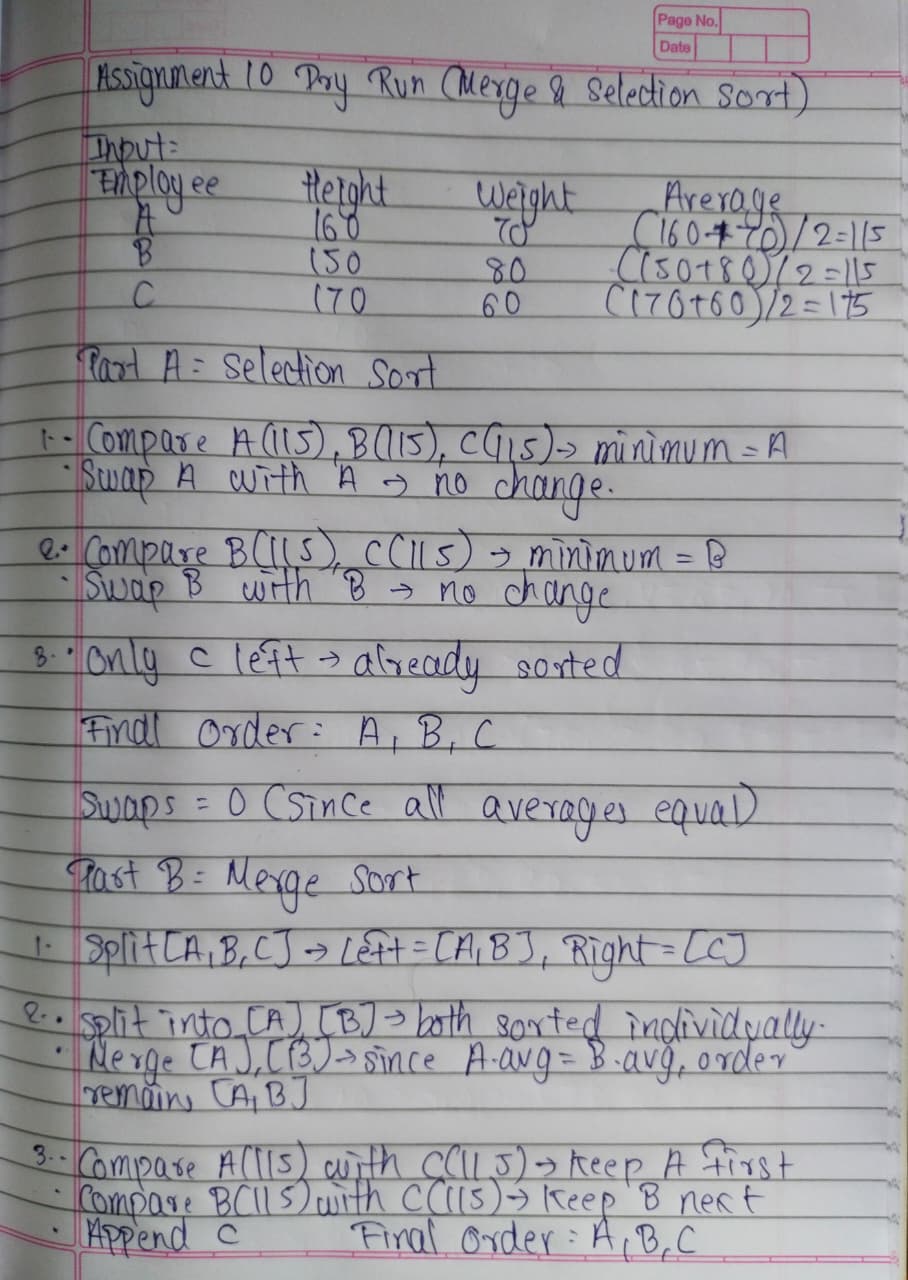 Page No.
Date
Assignment 10 Dry Run (Merge & Selection Sort)
Input:
Employee Height Weight Average
A 160 70 (160+70)/2=115
B 150 80 (150+80)/2=115
C 170 60 (170+60)/2=115
Part A = Selection Sort
1. • Compare A(115), B(115), C(115) → minimum = A
• Swap A with A → no change.
2. • Compare B(115), C(115) → minimum = B
• Swap B with B → no change
3. • Only C left → already sorted
Final Order: A, B, C
Swaps = 0 (Since all averages equal)
Part B = Merge Sort
1. Split [A,B,C] → Left = [A,B], Right = [C]
2. • Split into [A], [B] → both sorted individually.
• Merge [A], [B] → since A.avg = B.avg, order
remains [A,B]
3. • Compare A(115) with C(115) → Keep A first
• Compare B(115) with C(115) → Keep B next
• Append C Final Order: A, B, C